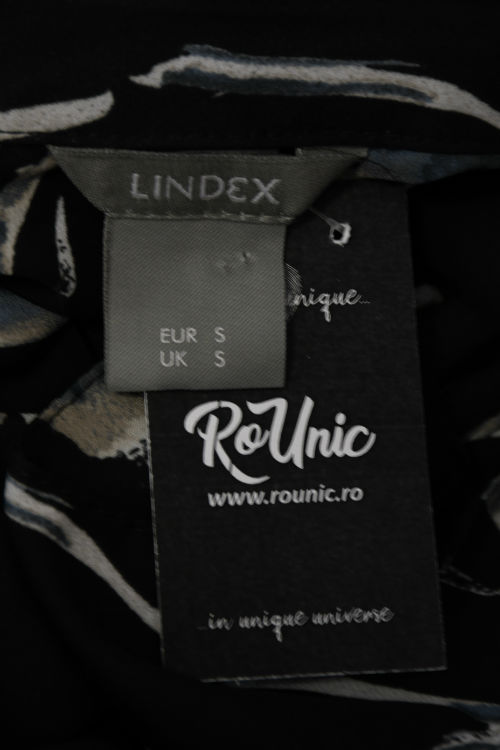 LINDEX
EUR S
UK S
unique...
RoUnic
www.rounic.ro
...in unique universe